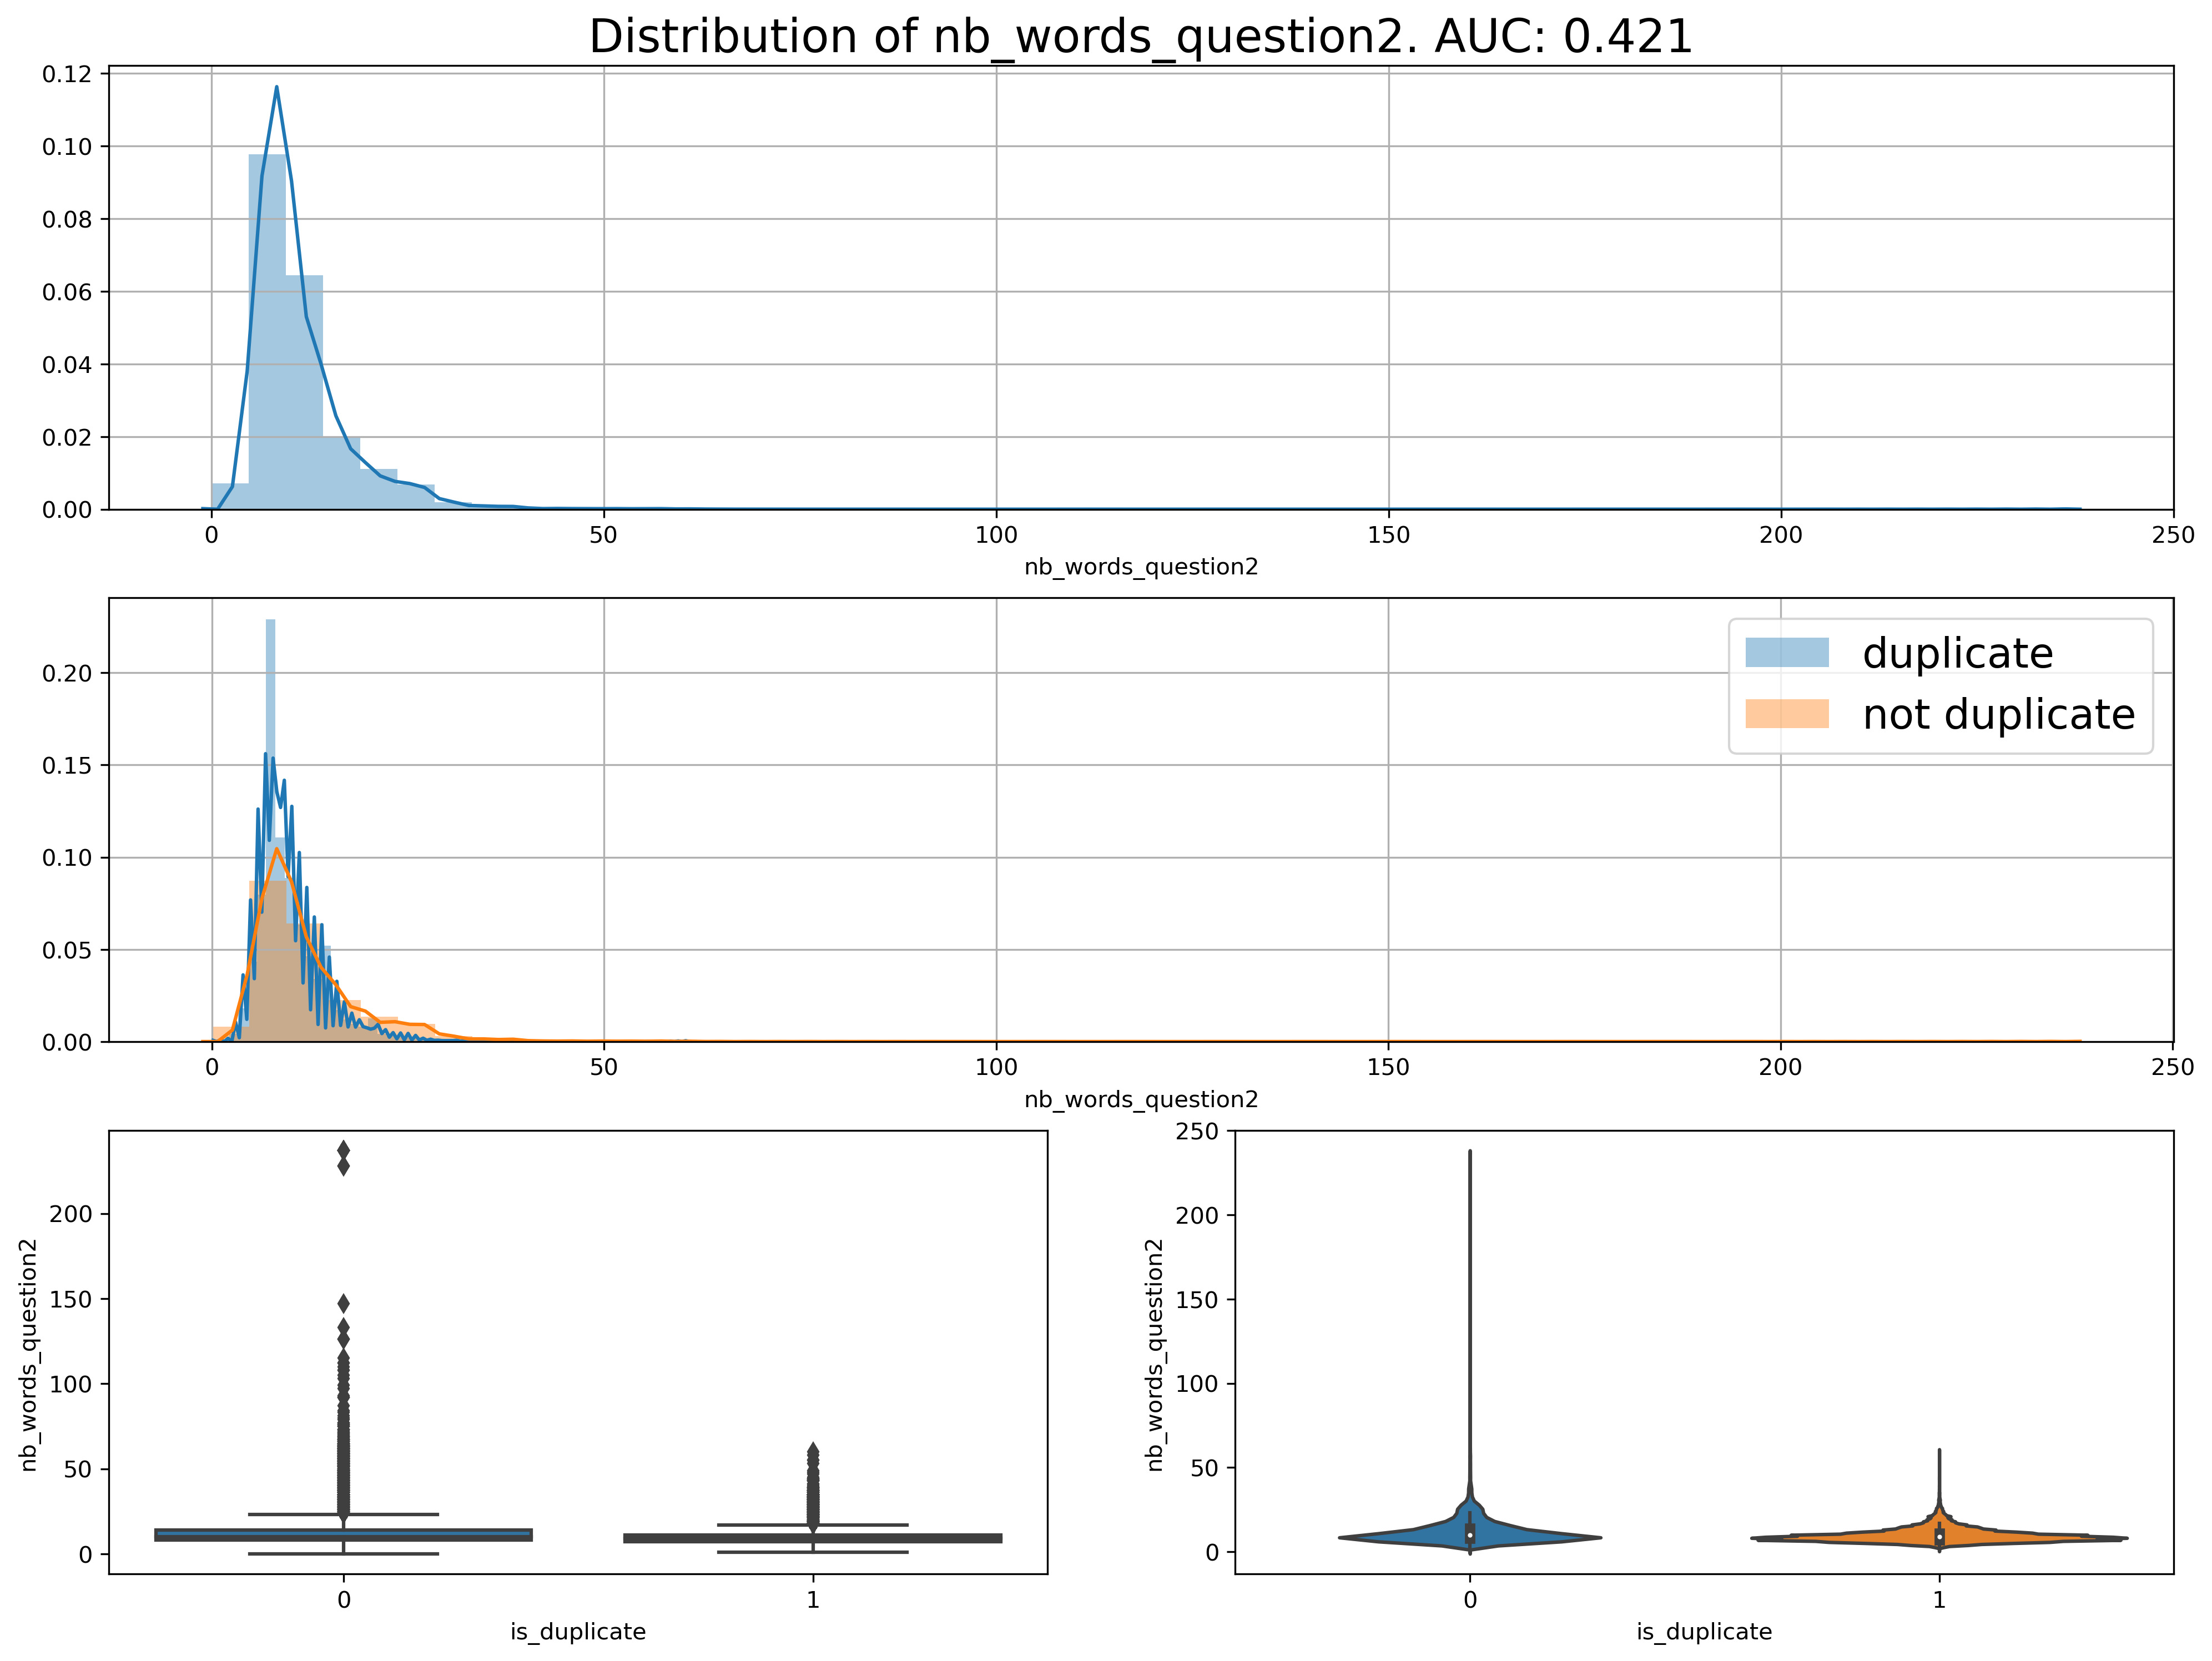 Distribution of nb_words_question2. AUC: 0.421
0.12
0.10
0.08
0.06
0.04
0.02
0.00
0 50 100 150 200 250
nb_words_question2
duplicate
not duplicate
0.20
0.15
0.10
0.05
0.00
0 50 100 150 200 250
nb_words_question2
nb_words_question2
200
150
100
50
0
0 1
is_duplicate
nb_words_question2
250
200
150
100
50
0
0 1
is_duplicate